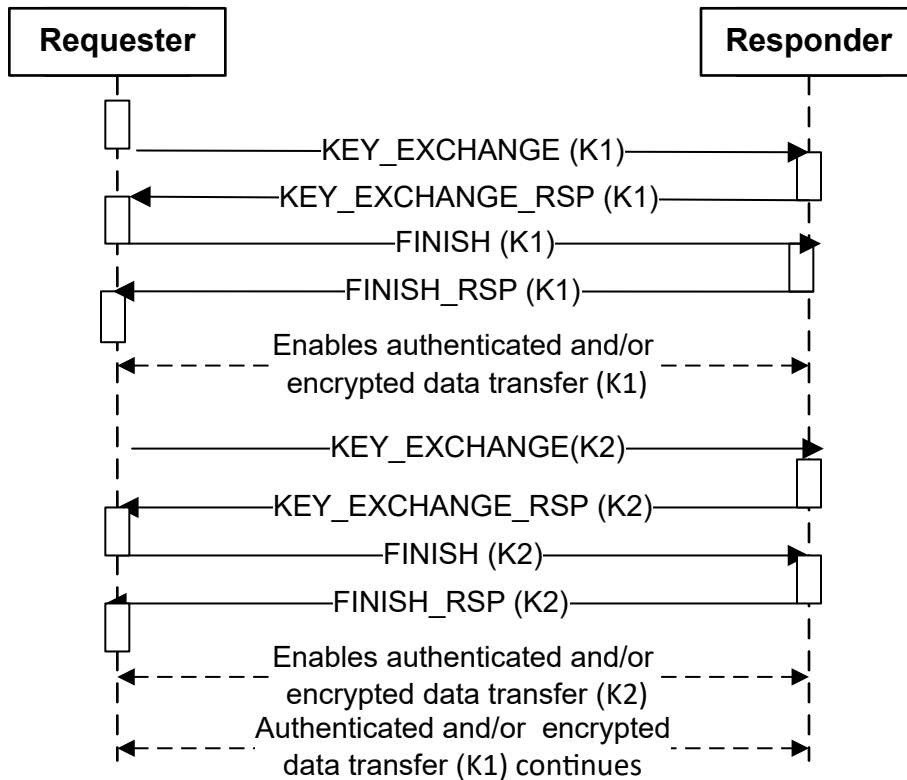 Requester
Responder
KEY_EXCHANGE (K1)
KEY_EXCHANGE_RSP (K1)
FINISH (K1)
FINISH_RSP (K1)
Enables authenticated and/or
encrypted data transfer (K1)
KEY_EXCHANGE(K2)
KEY_EXCHANGE_RSP (K2)
FINISH (K2)
FINISH_RSP (K2)
Enables authenticated and/or
encrypted data transfer (K2)
Authenticated and/or  encrypted
data transfer (K1) continues